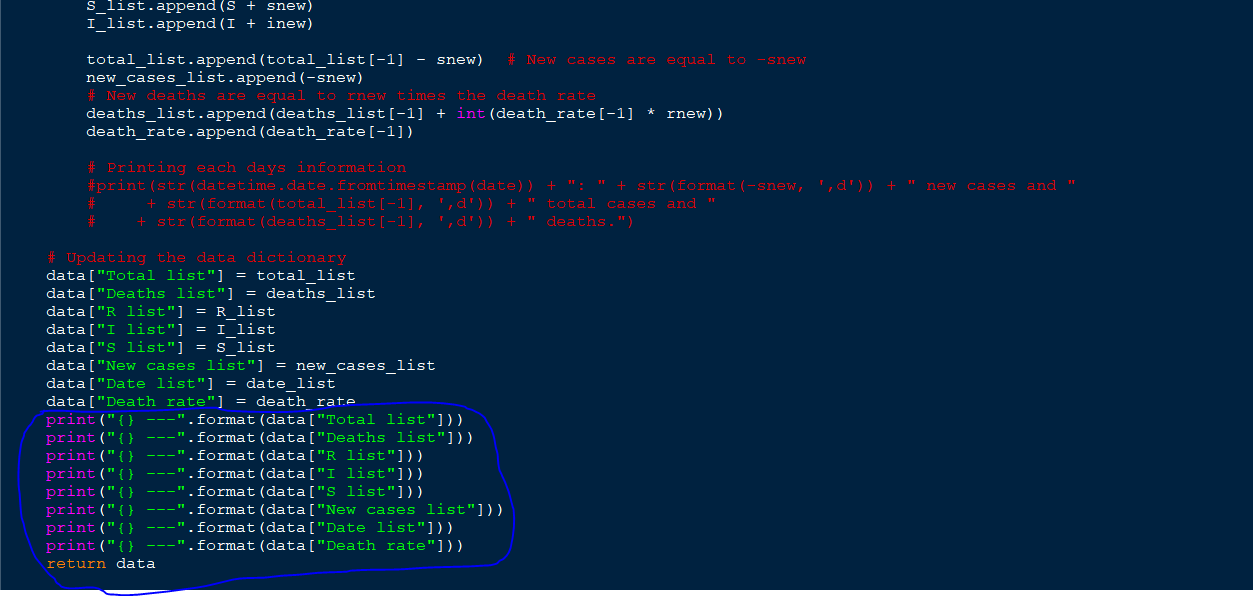 S_list.append(S + snew)
I_list.append(I + inew)
total_list.append(total_list[-1] - snew)  # New cases are equal to -snew
new_cases_list.append(-snew)
# New deaths are equal to rnew times the death rate
deaths_list.append(deaths_list[-1] + int(death_rate[-1] * rnew))
death_rate.append(death_rate[-1])
# Printing each days information
#print(str(datetime.date.fromtimestamp(date)) + ": " + str(format(-snew, ',d')) + " new cases and "
#     + str(format(total_list[-1], ',d')) + " total cases and "
#    + str(format(deaths_list[-1], ',d')) + " deaths.")
# Updating the data dictionary
data["Total list"] = total_list
data["Deaths list"] = deaths_list
data["R list"] = R_list
data["I list"] = I_list
data["S list"] = S_list
data["New cases list"] = new_cases_list
data["Date list"] = date_list
data["Death rate"] = death_rate
print("{} ---".format(data["Total list"]))
print("{} ---".format(data["Deaths list"]))
print("{} ---".format(data["R list"]))
print("{} ---".format(data["I list"]))
print("{} ---".format(data["S list"]))
print("{} ---".format(data["New cases list"]))
print("{} ---".format(data["Date list"]))
print("{} ---".format(data["Death rate"]))
return data